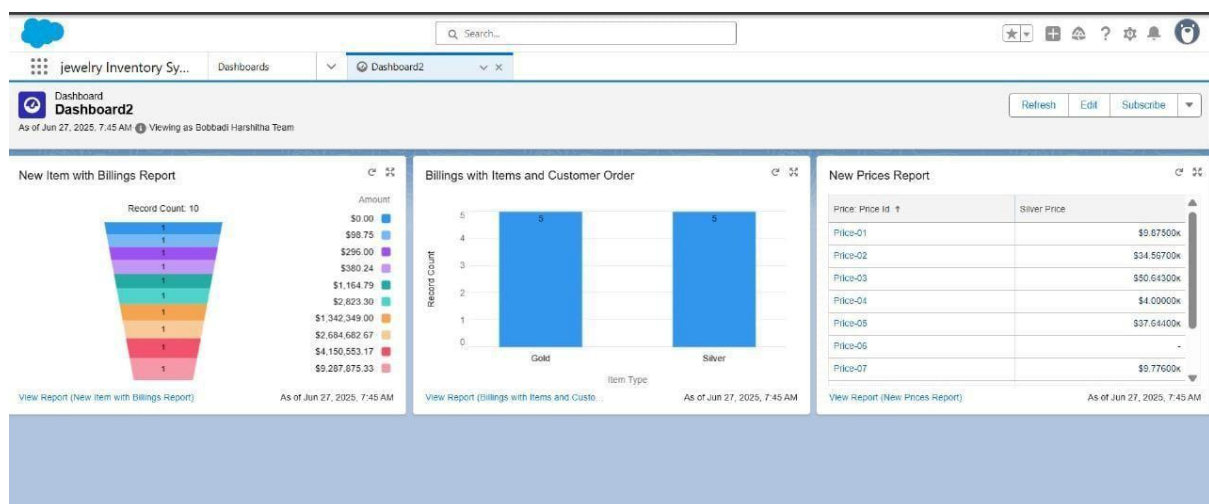 Search...
jewelry Inventory Sy... Dashboards Dashboard2
Dashboard
Dashboard2
As of Jun 27, 2025, 7:45 AM Viewing as Bobbadi Harshitha Team
Refresh Edit Subscribe
New Item with Billings Report
Record Count: 10
1
1
1
1
1
1
1
1
1
1
Amount
$0.00
$98.75
$296.00
$380.24
$1,164.79
$2,823.30
$1,342,349.00
$2,684,682.67
$4,150,553.17
$9,287,875.33
View Report (New Item with Billings Report) As of Jun 27, 2025, 7:45 AM
Billings with Items and Customer Order
Record Count
5
4
3
2
1
0
5 5
Gold Silver
Item Type
View Report (Billings with Items and Custo... As of Jun 27, 2025, 7:45 AM
New Prices Report
Price: Price Id ↑ Silver Price
Price-01 $9.87500K
Price-02 $34.56700K
Price-03 $50.64300K
Price-04 $4.00000K
Price-05 $37.64400K
Price-06 -
Price-07 $9.77600K
View Report (New Prices Report) As of Jun 27, 2025, 7:45 AM